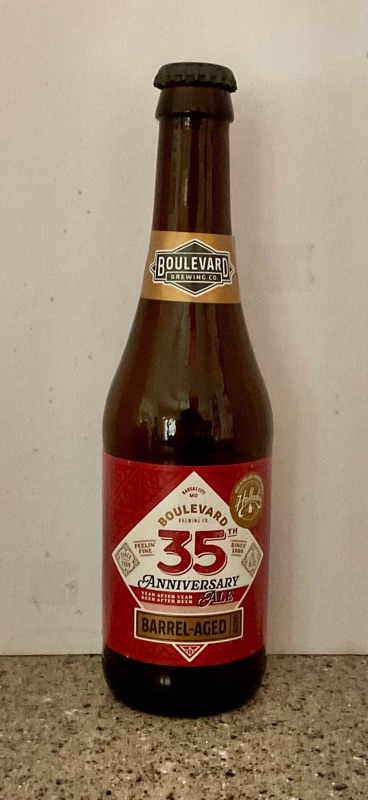 BOULEVARD
BREWING CO.
KANSAS CITY
MO
BOULEVARD
BREWING CO.
35TH
FEELIN' FINE
SINCE 1989
ANNIVERSARY
ALE
YEAR AFTER YEAR
BEER AFTER BEER
BARREL-AGED